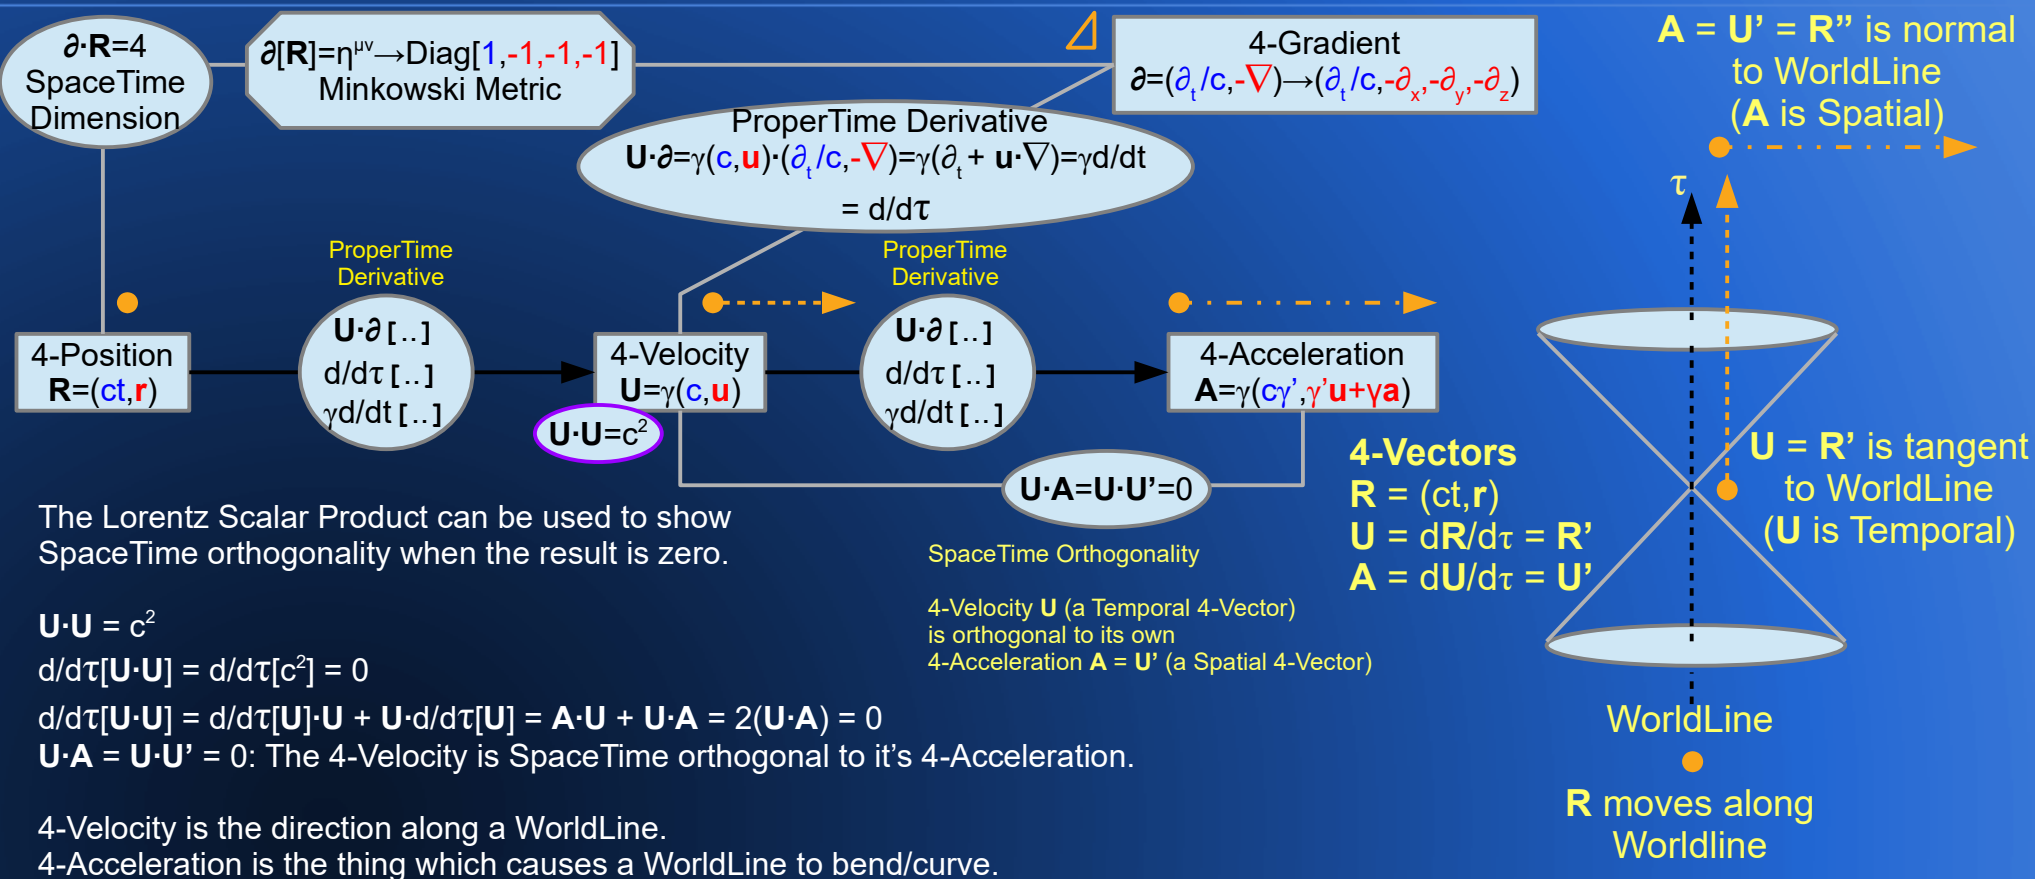 ∂·R=4
SpaceTime
Dimension
∂[R]=η^μν→Diag[1,-1,-1,-1]
Minkowski Metric
4-Gradient
∂=(∂_t/c,-∇)→(∂_t/c,-∂_x,-∂_y,-∂_z)
A = U' = R'' is normal
to WorldLine
(A is Spatial)
ProperTime Derivative
U·∂=γ(c,u)·(∂_t/c,-∇)=γ(∂_t+ u·∇)=γd/dt
= d/dτ
τ
ProperTime
Derivative
ProperTime
Derivative
4-Position
R=(ct,r)
U·∂[..]
d/dτ[..]
γd/dt[..]
4-Velocity
U=γ(c,u)
U·U=c²
U·∂[..]
d/dτ[..]
γd/dt[..]
4-Acceleration
A=γ(cγ',γ'u+γa)
U·A=U·U'=0
4-Vectors
R = (ct,r)
U = dR/dτ = R'
A = dU/dτ = U'
U = R' is tangent
to WorldLine
(U is Temporal)
The Lorentz Scalar Product can be used to show
SpaceTime orthogonality when the result is zero.
U·U = c²
d/dτ[U·U] = d/dτ[c²] = 0
d/dτ[U·U] = d/dτ[U]·U + U·d/dτ[U] = A·U + U·A = 2(U·A) = 0
U·A = U·U' = 0: The 4-Velocity is SpaceTime orthogonal to it's 4-Acceleration.
4-Velocity is the direction along a WorldLine.
4-Acceleration is the thing which causes a WorldLine to bend/curve.
SpaceTime Orthogonality
4-Velocity U (a Temporal 4-Vector)
is orthogonal to its own
4-Acceleration A = U' (a Spatial 4-Vector)
WorldLine
R moves along
Worldline